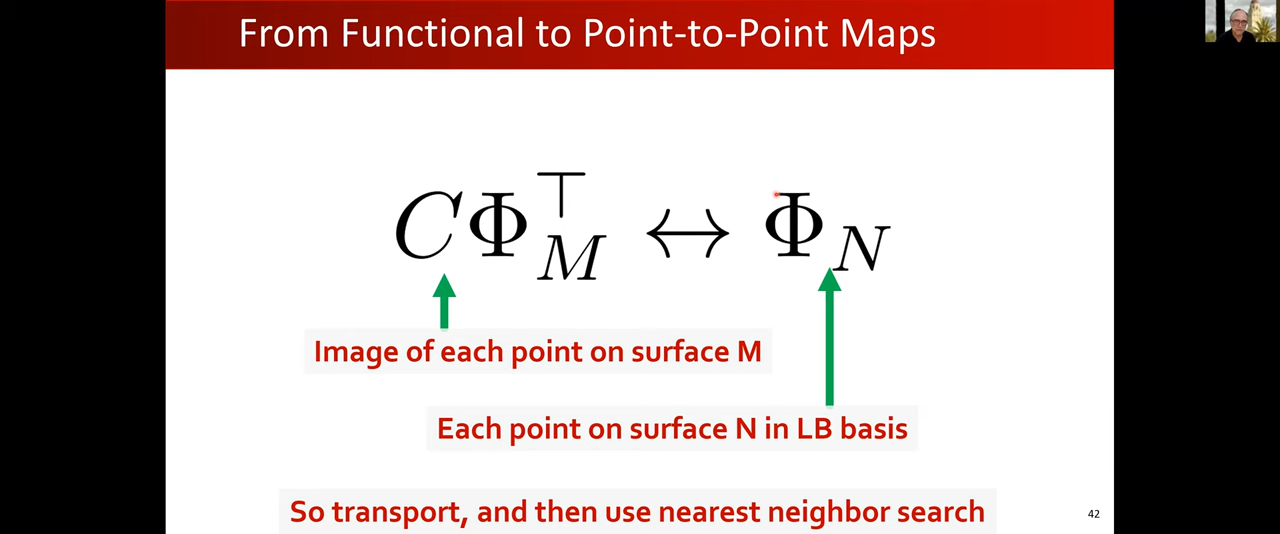 From Functional to Point-to-Point Maps
CΦ_M^⊤ ↔ Φ_N
Image of each point on surface M
Each point on surface N in LB basis
So transport, and then use nearest neighbor search
42